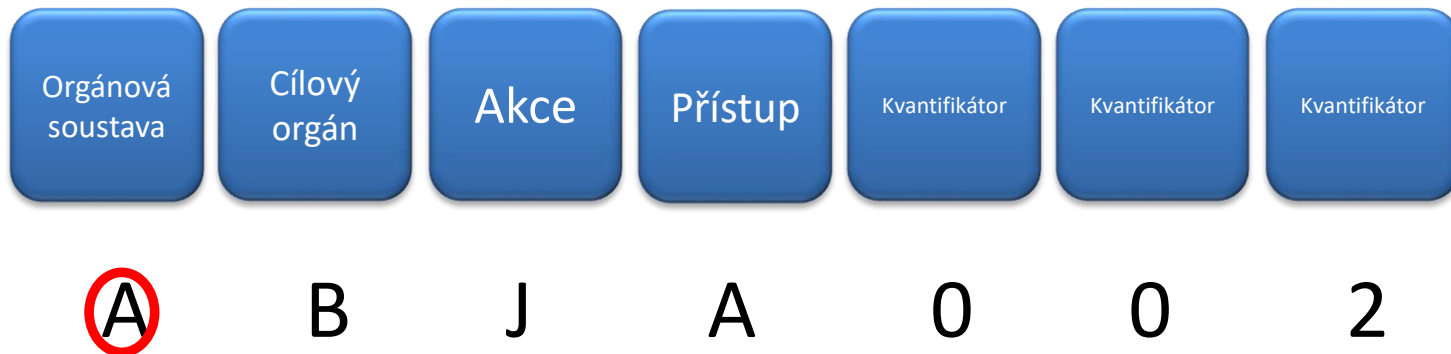 Orgánová
soustava
Cílový
orgán
Akce
Přístup
Kvantifikátor
Kvantifikátor
Kvantifikátor
A B J A 0 0 2